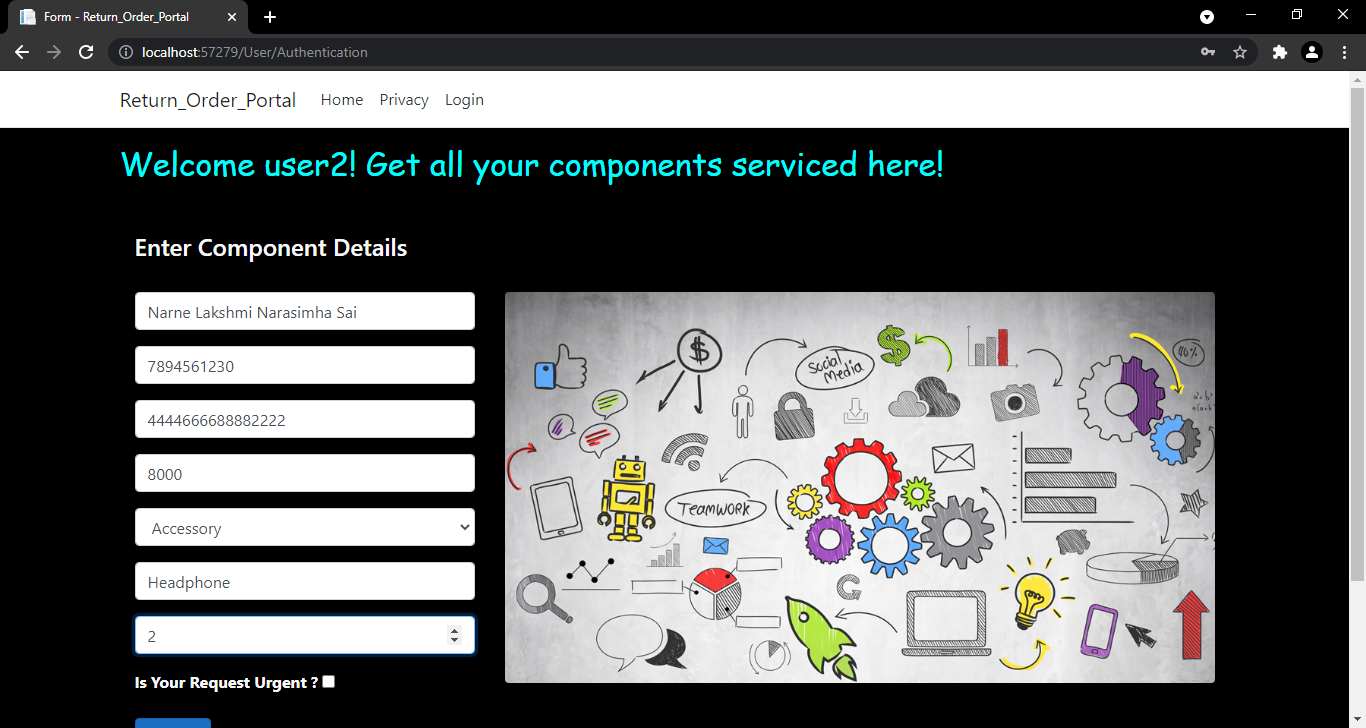 Form - Return_Order_Portal
localhost:57279/User/Authentication
Return_Order_Portal Home Privacy Login
Welcome user2! Get all your components serviced here!
Enter Component Details
Narne Lakshmi Narasimha Sai
7894561230
4444666688882222
8000
Accessory
Headphone
2
Is Your Request Urgent ?
$
$
Social Media
40%
Teamwork